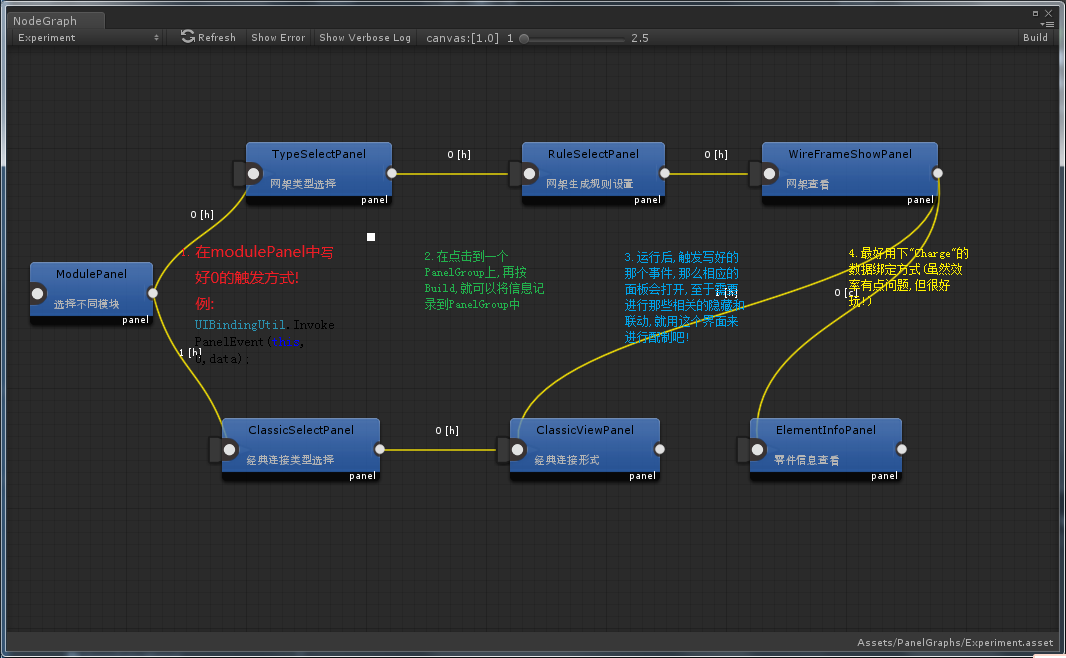 NodeGraph
Experiment
Refresh
Show Error
Show Verbose Log
canvas:[1.0]
1
2.5
Build
TypeSelectPanel
网架类型选择
panel
0 [h]
RuleSelectPanel
网架生成规则设置
panel
0 [h]
WireFrameShowPanel
网架查看
panel
0 [h]
ModulePanel
选择不同模块
panel
1 [h]
1.
在modulePanel中写
好0的触发方式!
例:
UIBindingUtil.Invoke
PanelEvent(this,
,data);
2.在点击到一个
PanelGroup上,再按
Build,就可以将信息记
录到PanelGroup中
3.运行后,触发写好的
那个事件,那么相应的
面板会打开,至于需要
进行那些相关的隐藏和
联动,就用这个界面来
进行配制吧!
1 [h]
4.最好用下"Charge"的
数据绑定方式(虽然效
率有点问题,但很好
玩!)
0 [c]
ClassicSelectPanel
经典连接类型选择
panel
0 [h]
ClassicViewPanel
经典连接形式
panel
ElementInfoPanel
零件信息查看
panel
Assets/PanelGraphs/Experiment.asset